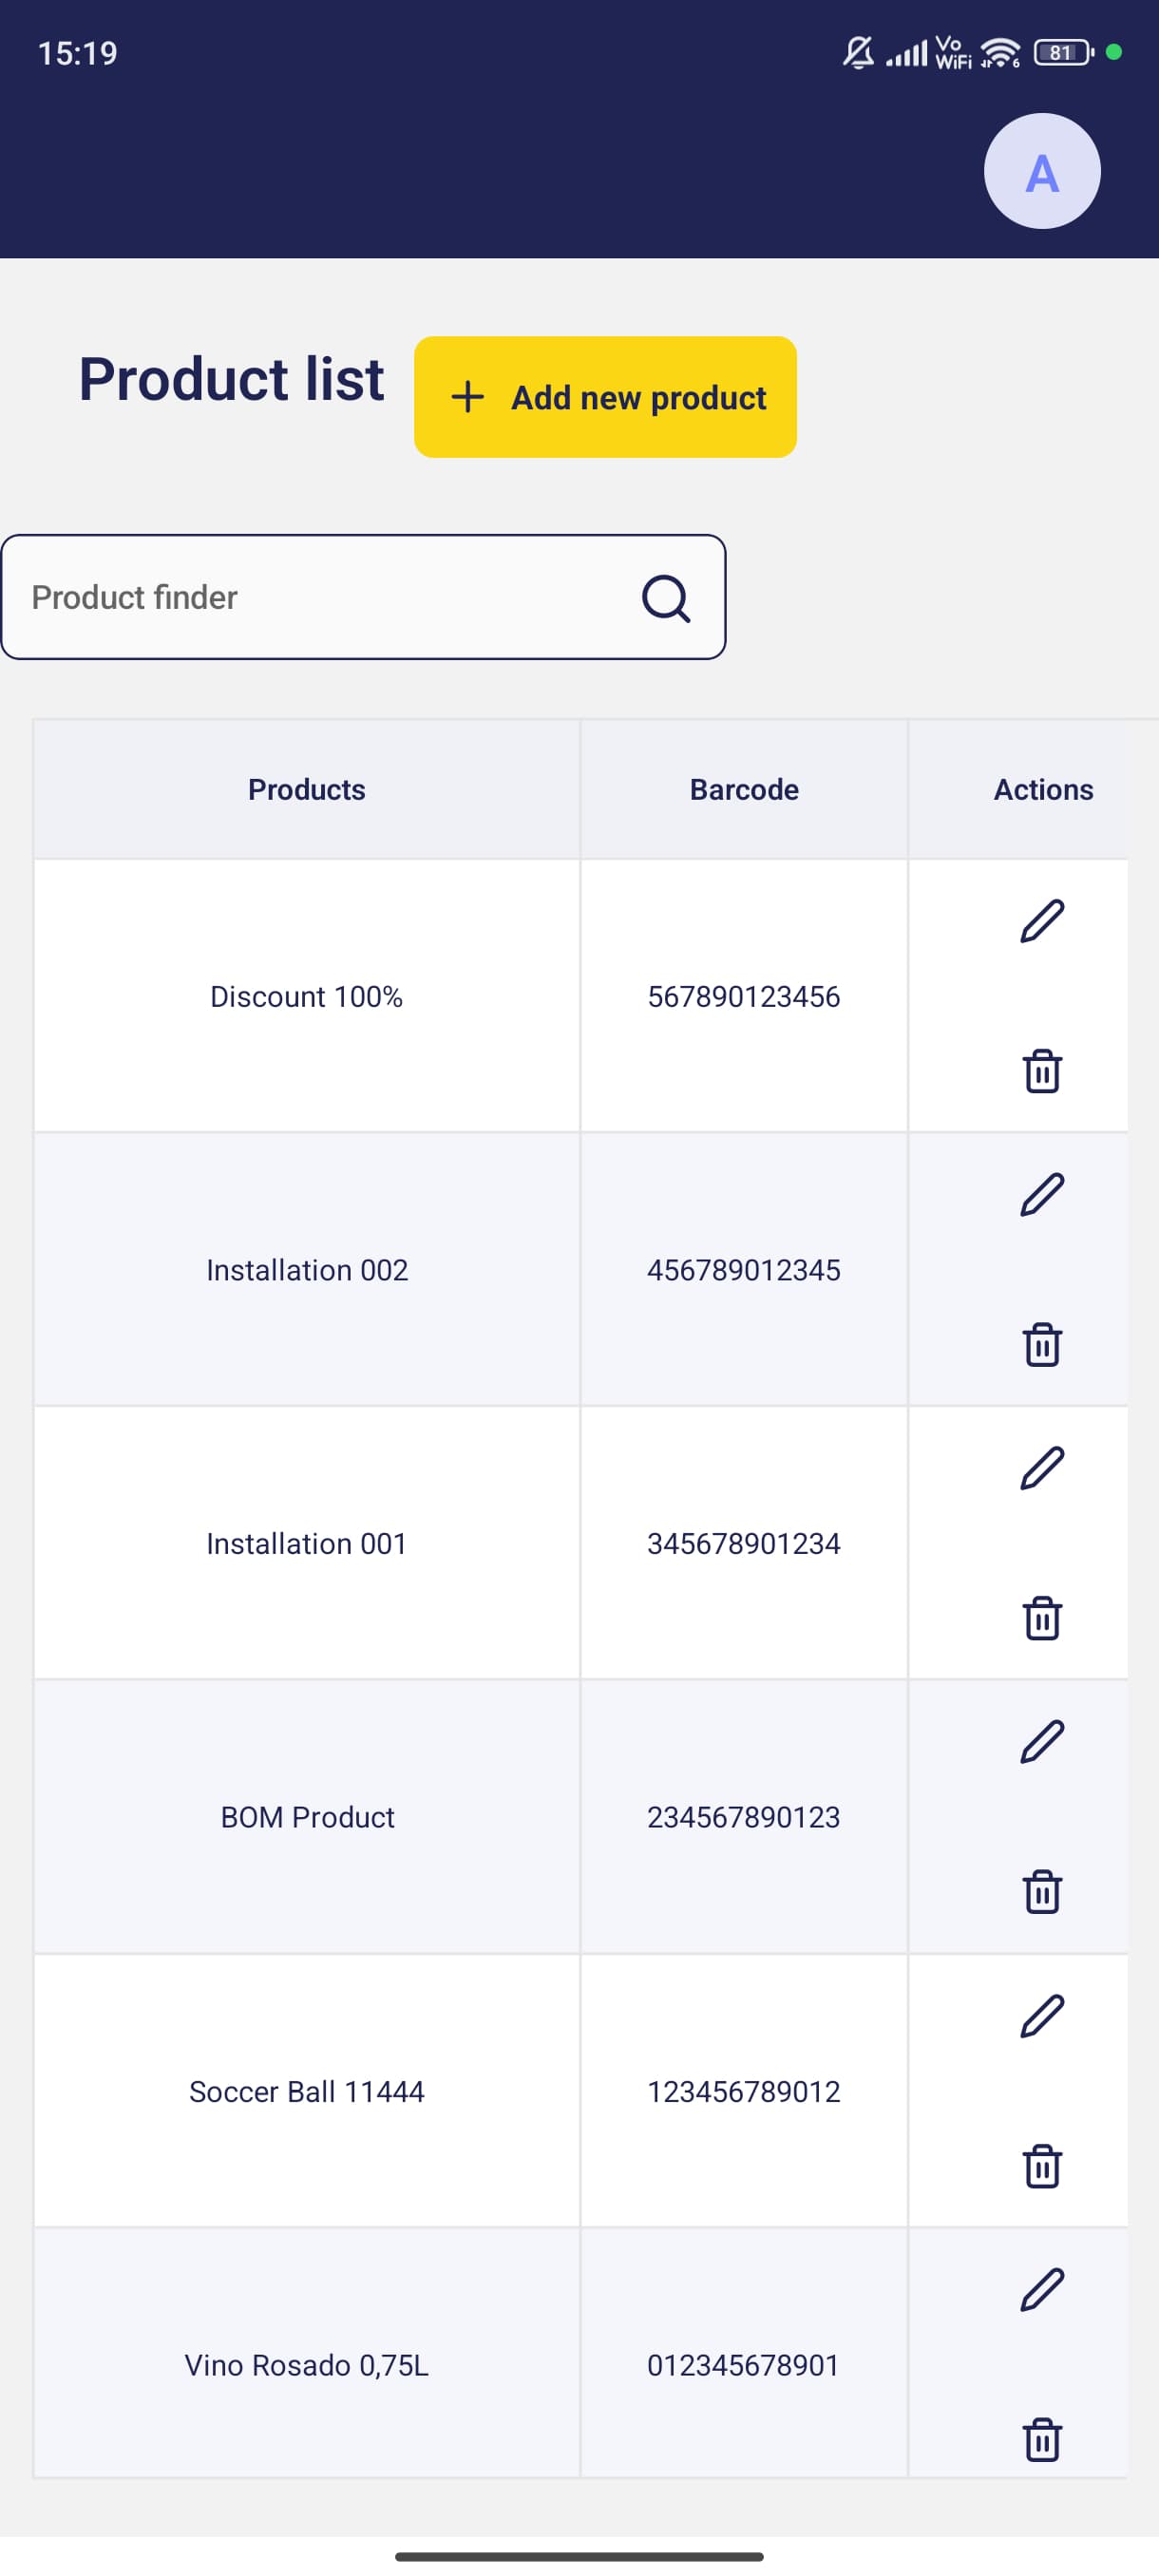 15:19
Vo
WiFi
6
81
A
Product list
Add new product
Product finder
Products Barcode Actions
Discount 100% 567890123456
Installation 002 456789012345
Installation 001 345678901234
BOM Product 234567890123
Soccer Ball 11444 123456789012
Vino Rosado 0,75L 012345678901